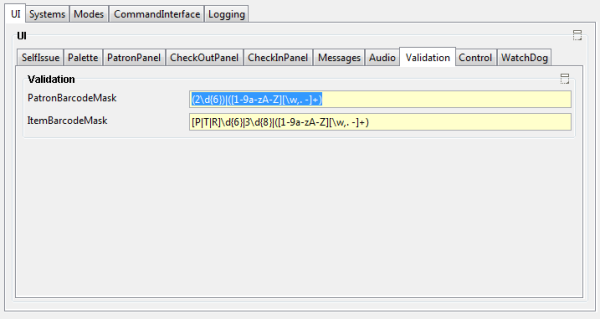 UI Systems Modes CommandInterface Logging
UI
SelfIssue Palette PatronPanel CheckOutPanel CheckInPanel Messages Audio Validation Control WatchDog
Validation
PatronBarcodeMask (2\d{6})|([1-9a-zA-Z][\w,. -]+)
ItemBarcodeMask [P|T|R]\d{6}|3\d{8}|([1-9a-zA-Z][\w,. -]+)